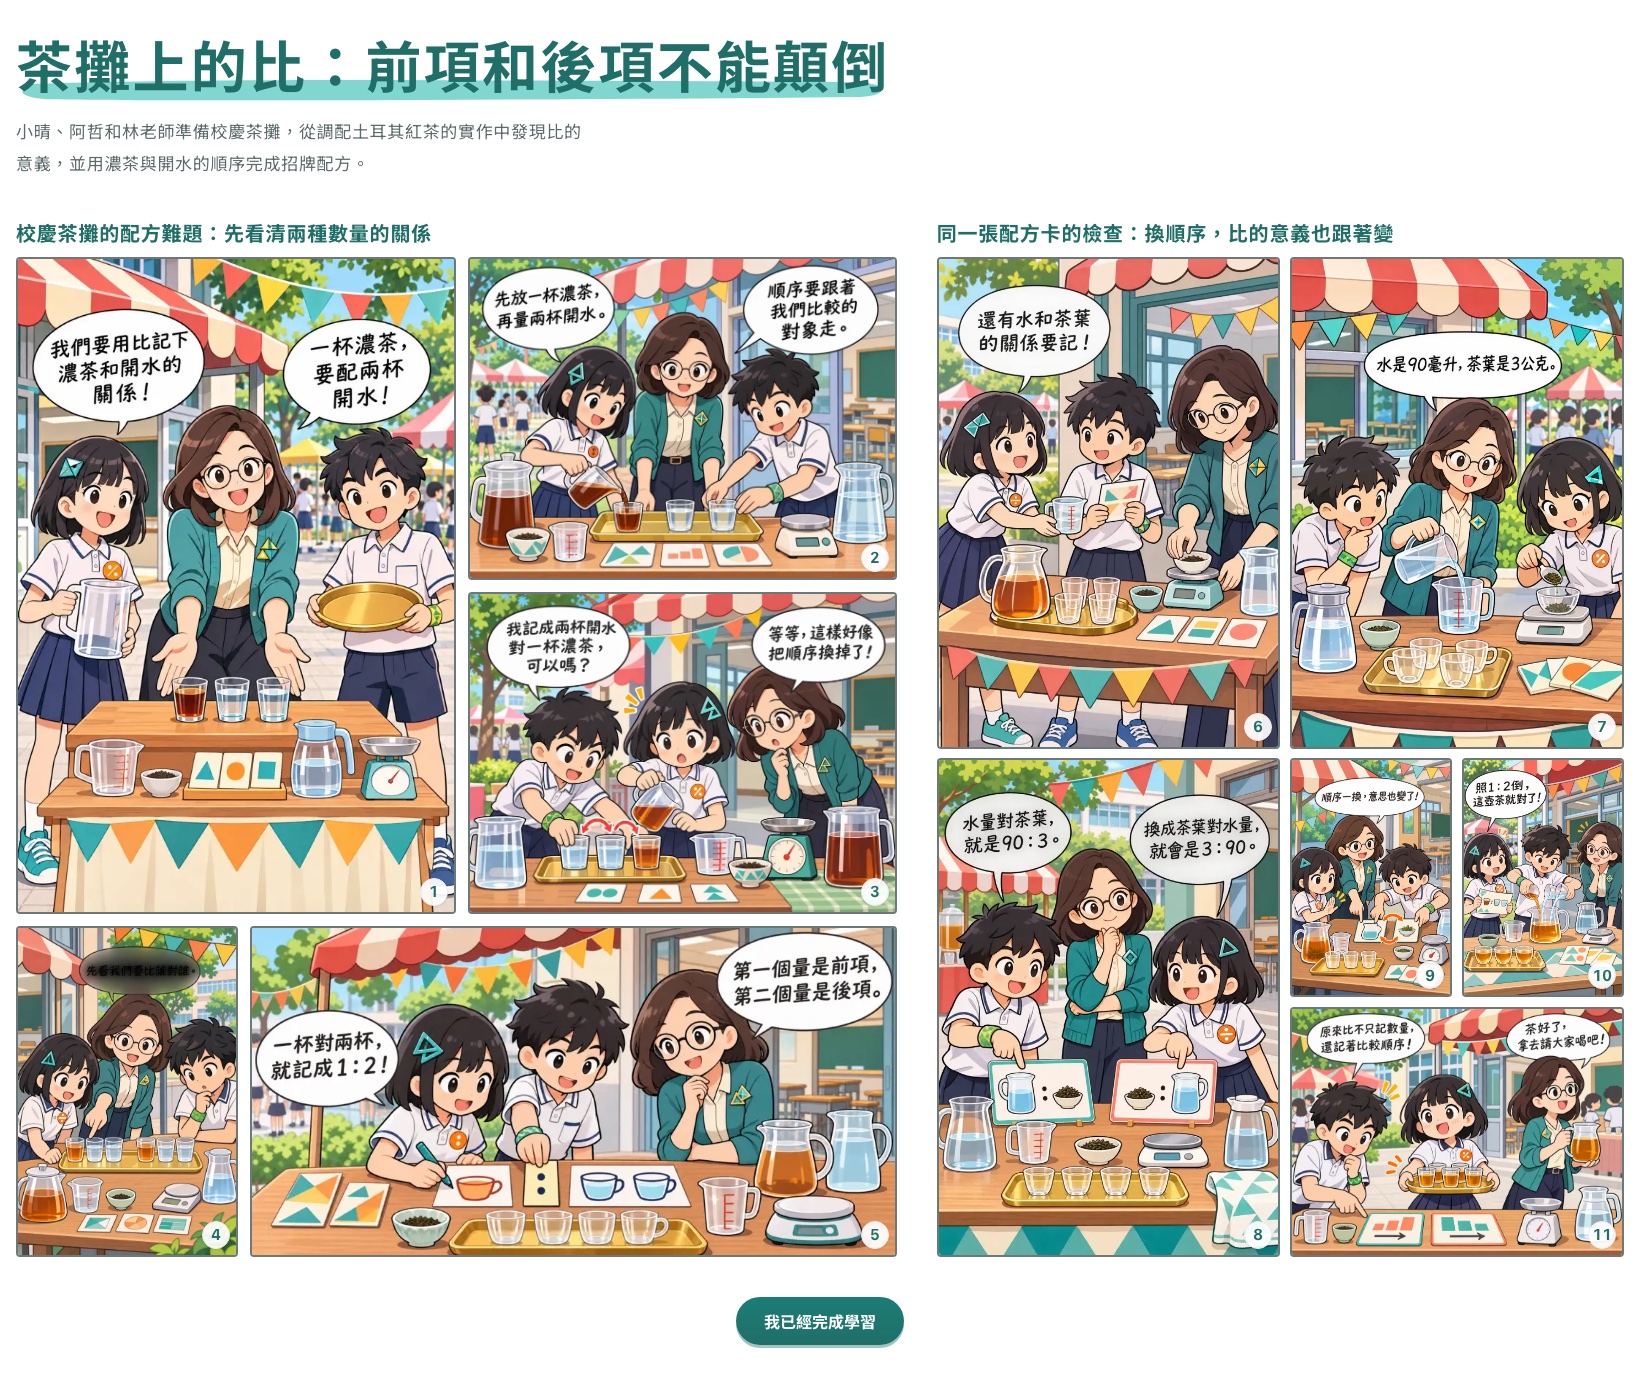 茶攤上的比：前項和後項不能顛倒
小晴、阿哲和林老師準備校慶茶攤，從調配土耳其紅茶的實作中發現比的
意義，並用濃茶與開水的順序完成招牌配方。
校慶茶攤的配方難題：先看清兩種數量的關係
我們要用比記下
濃茶和開水的
關係！
一杯濃茶，
要配兩杯
開水！
1
先放一杯濃茶，
再量兩杯開水。
順序要跟著
我們比較的
對象走。
2
我記成兩杯開水
對一杯濃茶，
可以嗎？
等等，這樣好像
把順序換掉了！
3
先看我們要比誰對誰。
4
一杯對兩杯，
就記成1：2！
第一個量是前項，
第二個量是後項。
5
同一張配方卡的檢查：換順序，比的意義也跟著變
還有水和茶葉
的關係要記！
6
水是90毫升，茶葉是3公克。
7
水量對茶葉，
就是90：3。
換成茶葉對水量，
就會是3：90。
8
順序一換，意思也變了！
9
照1：2倒，
這壺茶就對了！
10
原來比不只記數量，
還記著比較順序！
茶好了，
拿去請大家喝吧！
11
我已經完成學習